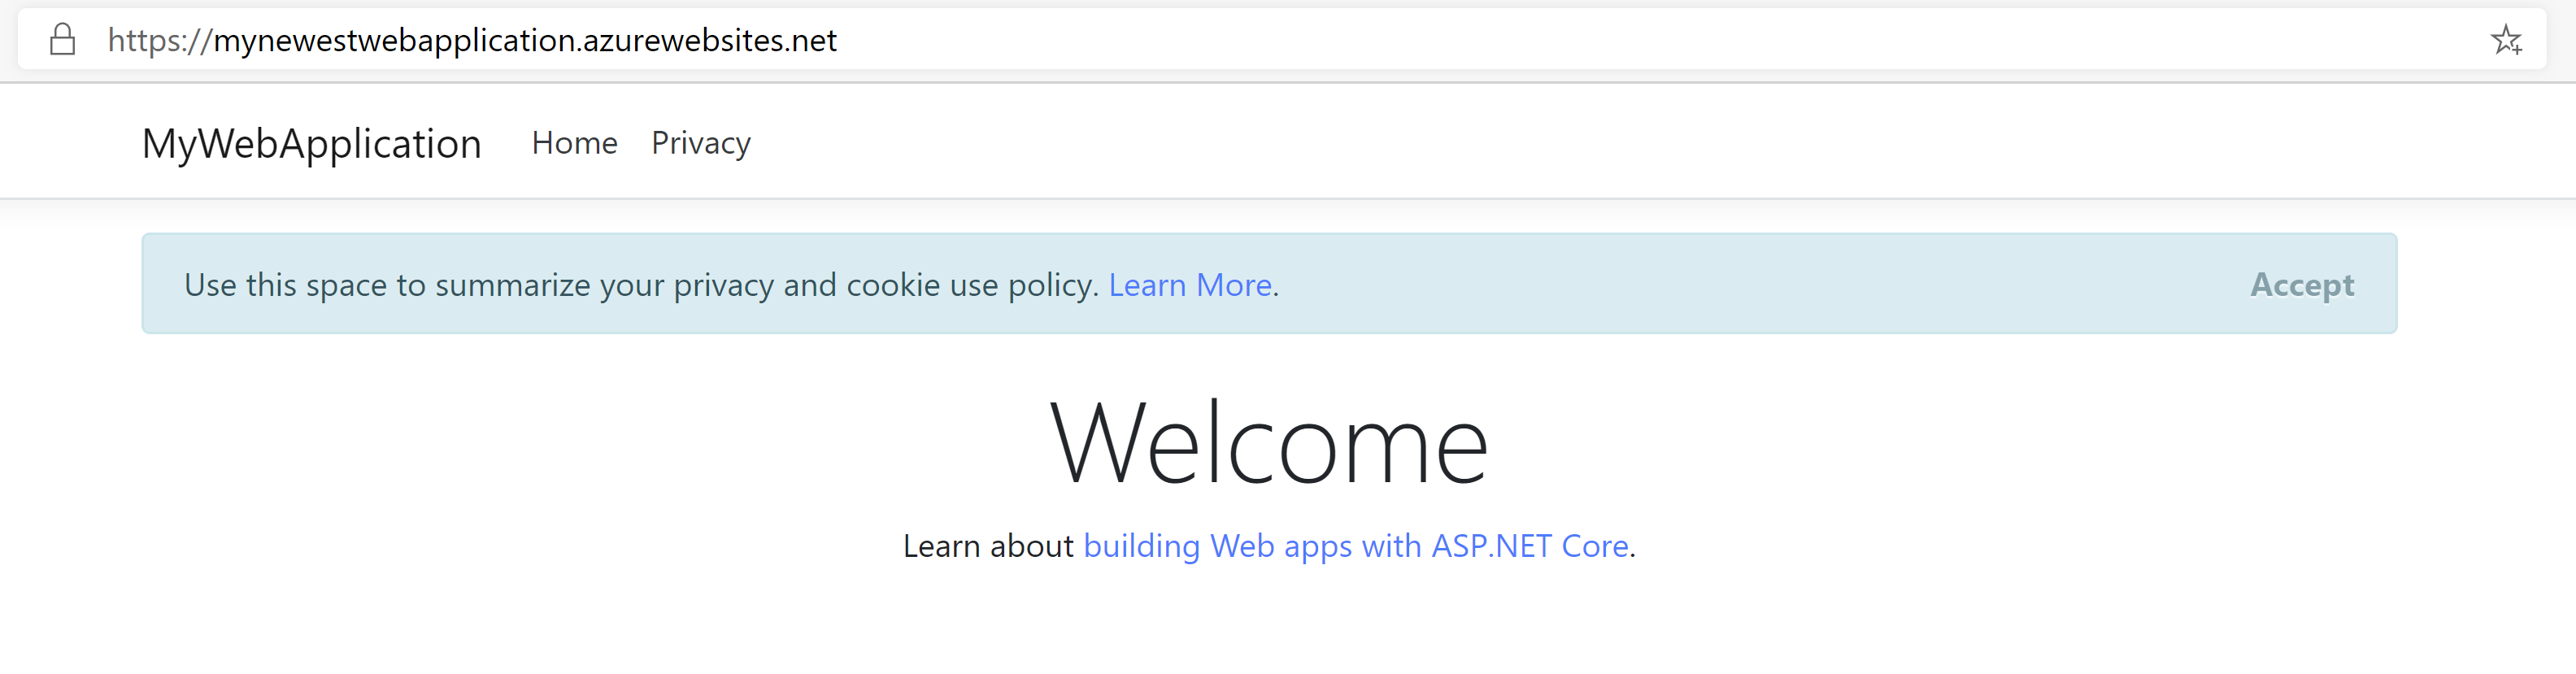 https://mynewestwebapplication.azurewebsites.net
MyWebApplication Home Privacy
Use this space to summarize your privacy and cookie use policy. Learn More. Accept
Welcome
Learn about building Web apps with ASP.NET Core.